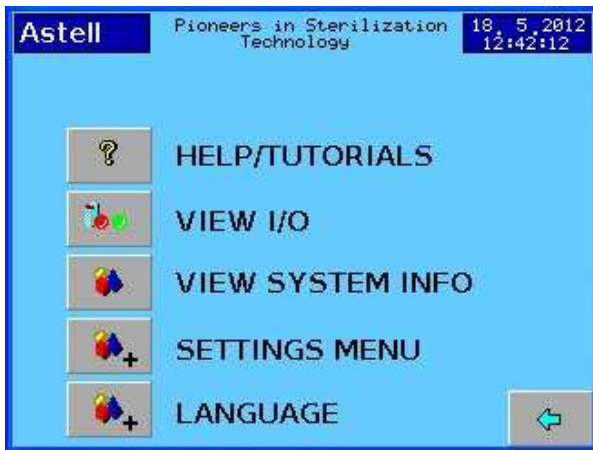 Astell
Pioneers in Sterilization
Technology
18. 5.2012
12:42:12
?
HELP/TUTORIALS
VIEW I/O
VIEW SYSTEM INFO
SETTINGS MENU
+
LANGUAGE
+